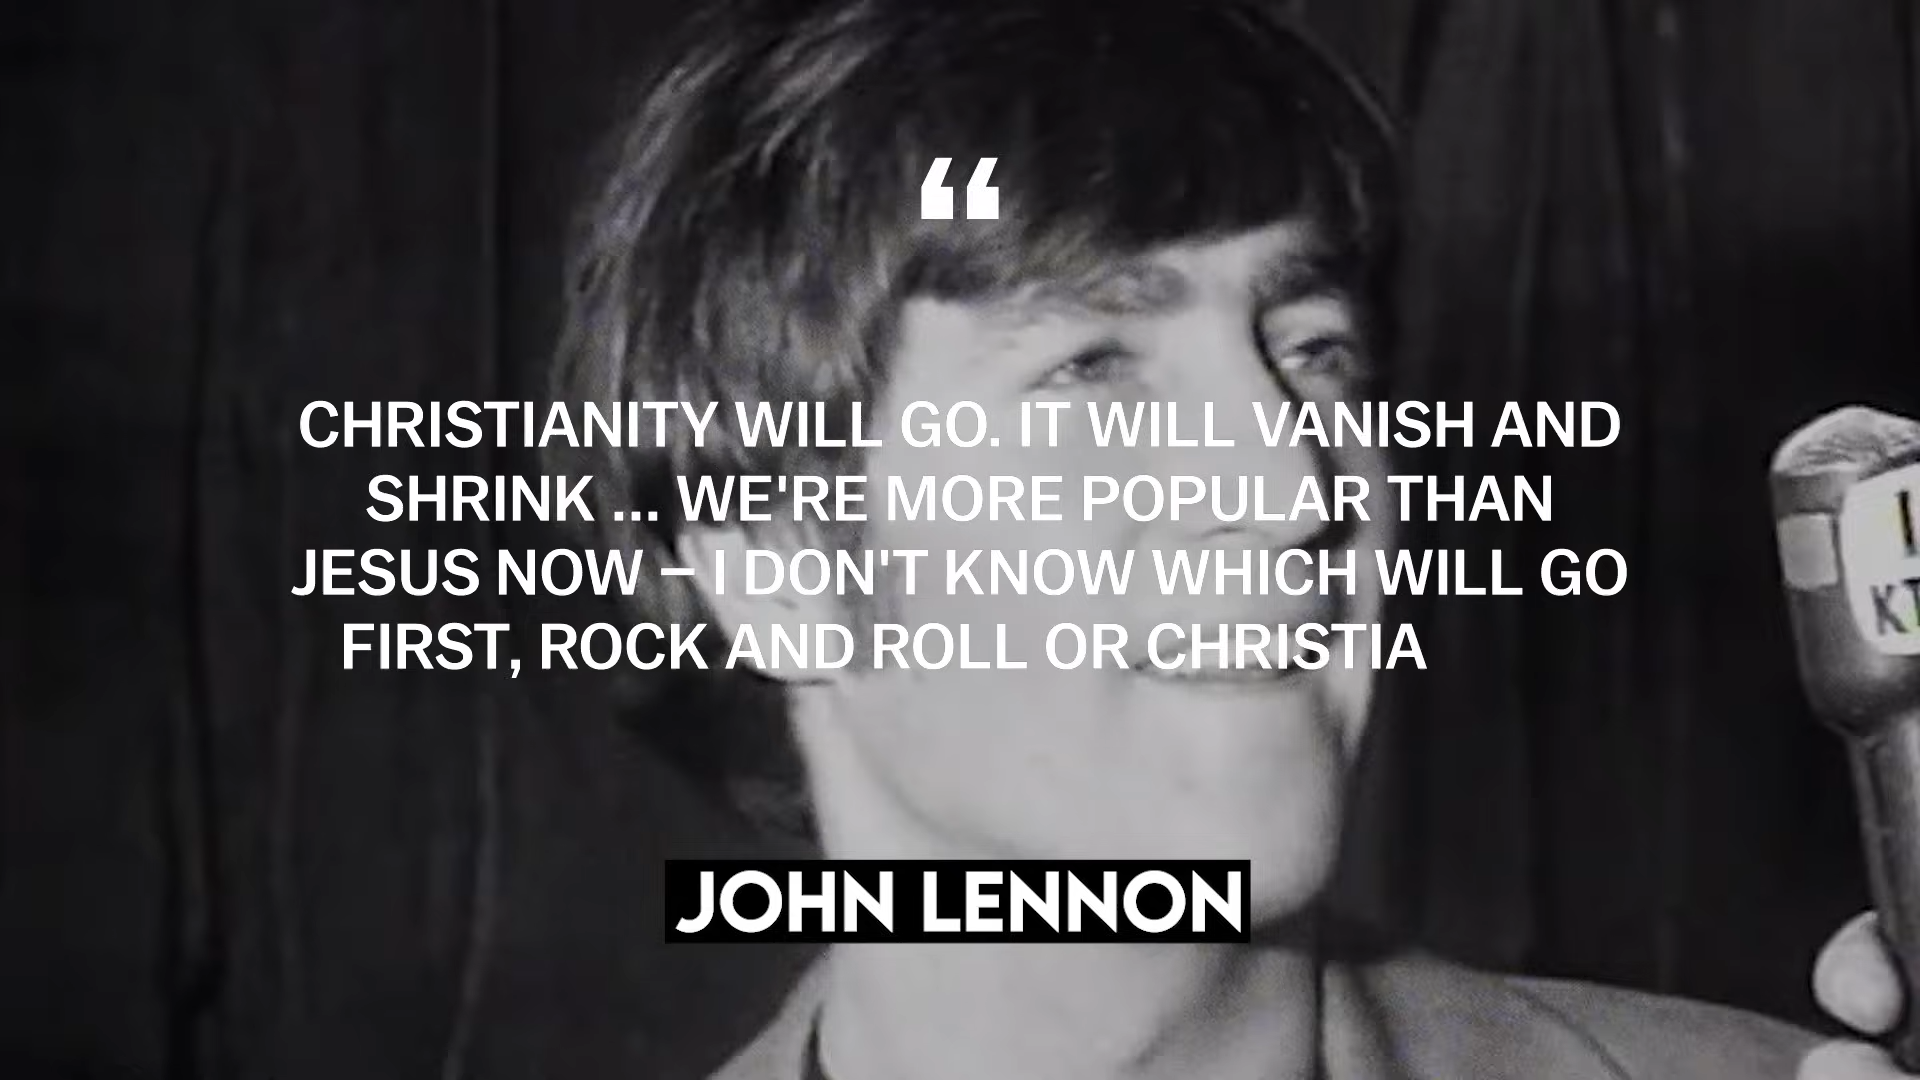 “
CHRISTIANITY WILL GO. IT WILL VANISH AND
SHRINK ... WE'RE MORE POPULAR THAN
JESUS NOW – I DON'T KNOW WHICH WILL GO
FIRST, ROCK AND ROLL OR CHRISTIA
JOHN LENNON